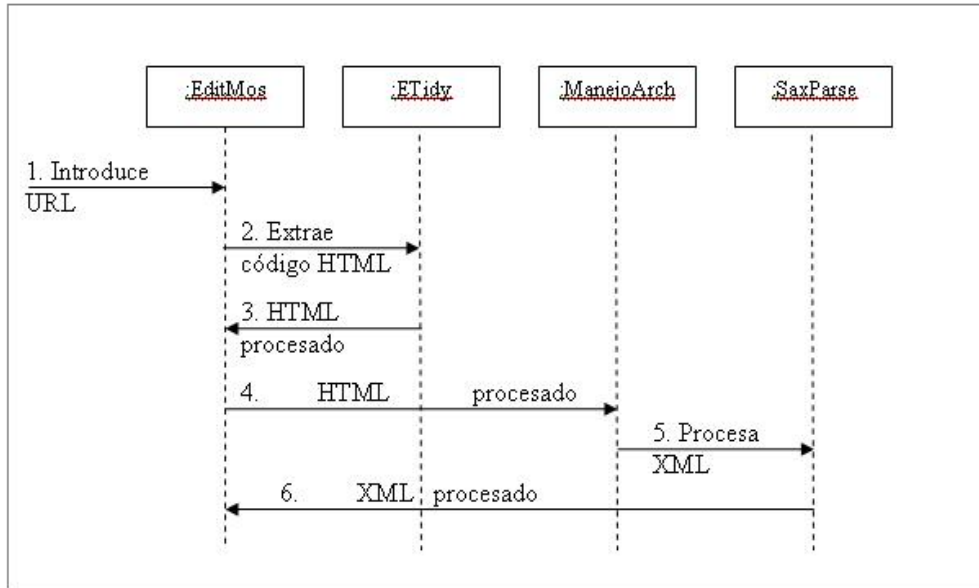 :EditMos
:ETidy
:ManejoArch
:SaxParse
1. Introduce
URL
2. Extrae
código HTML
3. HTML
procesado
4. HTML procesado
5. Procesa
XML
6. XML procesado